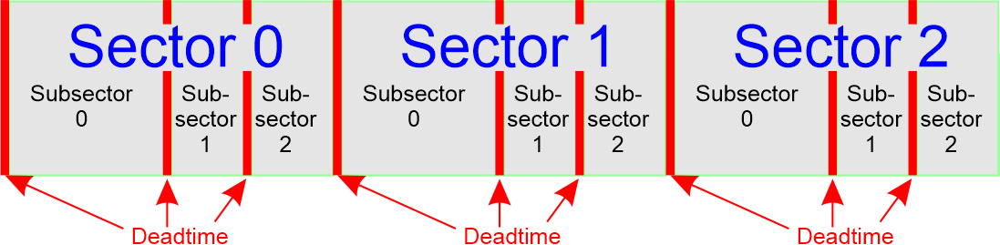 Sector 0
Sector 1
Sector 2
Subsector
0
Sub-
sector
1
Sub-
sector
2
Subsector
0
Sub-
sector
1
Sub-
sector
2
Subsector
0
Sub-
sector
1
Sub-
sector
2
Deadtime
Deadtime
Deadtime